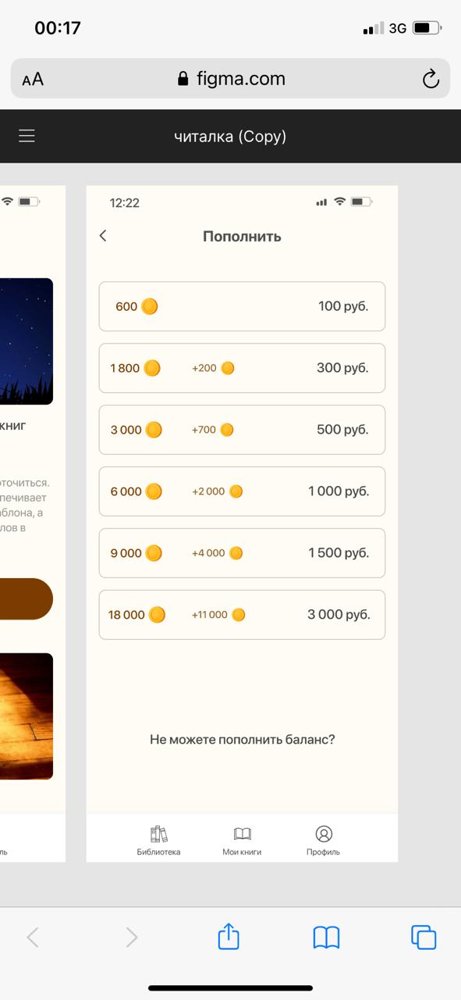 00:17
3G
AA
figma.com
читалка (Copy)
книг
оточиться.
печивает
аблона, а
лов в
ль
12:22
Пополнить
600 100 руб.
1 800 +200 300 руб.
3 000 +700 500 руб.
6 000 +2 000 1 000 руб.
9 000 +4 000 1 500 руб.
18 000 +11 000 3 000 руб.
Не можете пополнить баланс?
Библиотека Мои книги Профиль